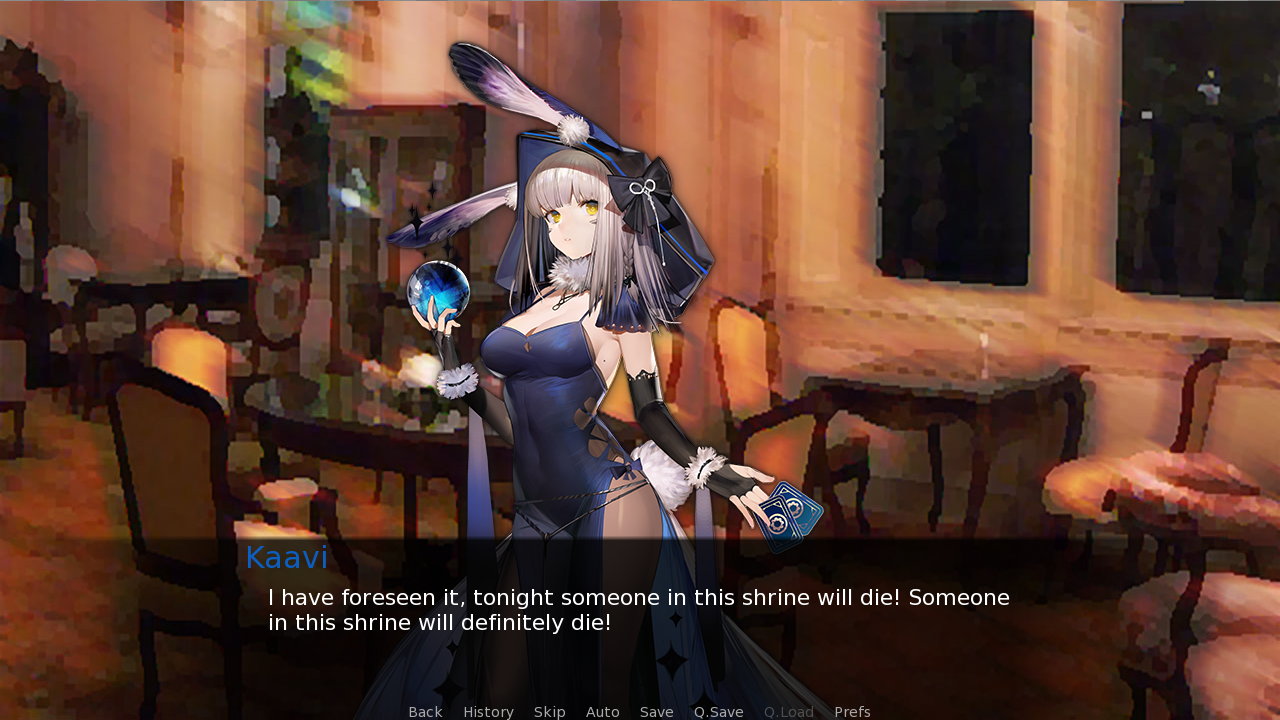 Kaavi
I have foreseen it, tonight someone in this shrine will die! Someone
in this shrine will definitely die!
Back History Skip Auto Save Q.Save Q.Load Prefs